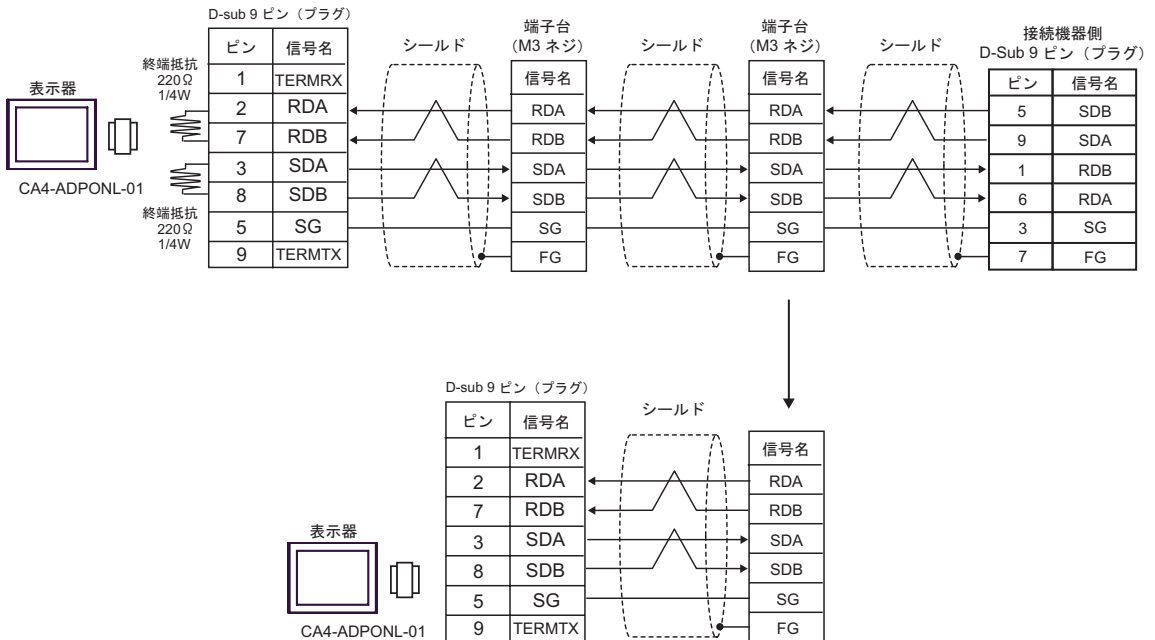 D-sub 9 ピン（プラグ）
ピン 信号名
1 TERMRX
2 RDA
7 RDB
3 SDA
8 SDB
5 SG
9 TERMTX
終端抵抗
220Ω
1/4W
終端抵抗
220Ω
1/4W
表示器
CA4-ADPONL-01
シールド
端子台
（M3 ネジ）
信号名
RDA
RDB
SDA
SDB
SG
FG
シールド
端子台
（M3 ネジ）
信号名
RDA
RDB
SDA
SDB
SG
FG
シールド
接続機器側
D-Sub 9 ピン（プラグ）
ピン 信号名
5 SDB
9 SDA
1 RDB
6 RDA
3 SG
7 FG
D-sub 9 ピン（プラグ）
ピン 信号名
1 TERMRX
2 RDA
7 RDB
3 SDA
8 SDB
5 SG
9 TERMTX
表示器
CA4-ADPONL-01
シールド
信号名
RDA
RDB
SDA
SDB
SG
FG